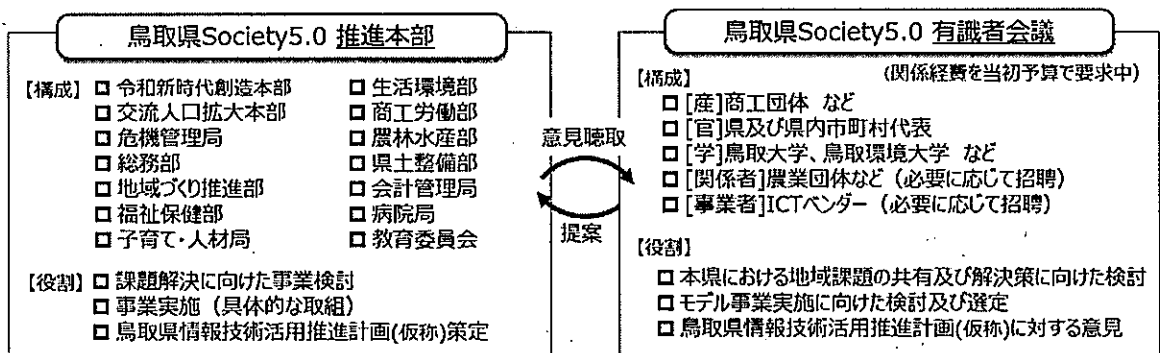 鳥取県Society5.0 推進本部
【構成】 □ 令和新時代創造本部 □ 生活環境部
□ 交流人口拡大本部 □ 商工労働部
□ 危機管理局 □ 農林水産部
□ 総務部 □ 県土整備部
□ 地域づくり推進部 □ 会計管理局
□ 福祉保健部 □ 病院局
□ 子育て・人材局 □ 教育委員会
【役割】 □ 課題解決に向けた事業検討
□ 事業実施（具体的な取組）
□ 鳥取県情報技術活用推進計画(仮称)策定
意見聴取
提案
鳥取県Society5.0 有識者会議
【構成】 (関係経費を当初予算で要求中)
□ [産]商工団体 など
□ [官]県及び県内市町村代表
□ [学]鳥取大学、鳥取環境大学 など
□ [関係者]農業団体など（必要に応じて招聘）
□ [事業者]ICTベンダー（必要に応じて招聘）
【役割】
□ 本県における地域課題の共有及び解決策に向けた検討
□ モデル事業実施に向けた検討及び選定
□ 鳥取県情報技術活用推進計画(仮称)に対する意見